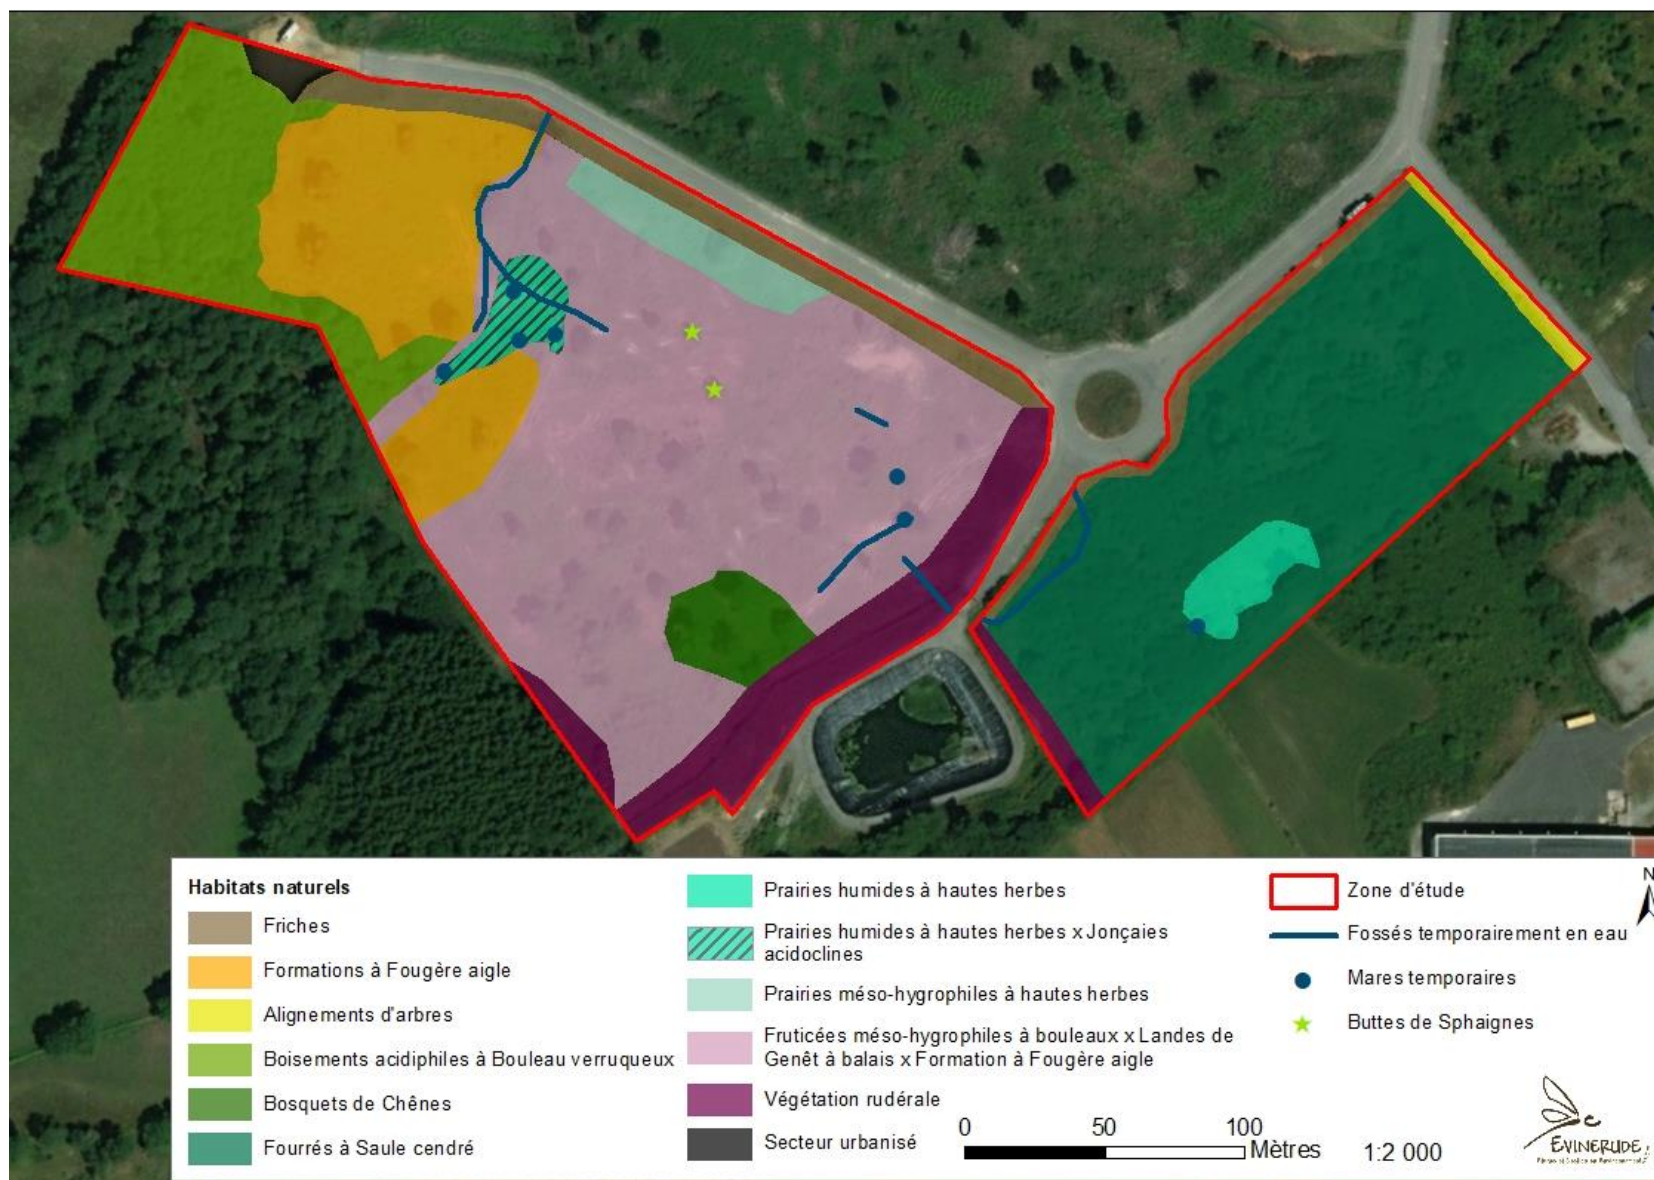 Habitats naturels
Friches
Formations à Fougère aigle
Alignements d'arbres
Boisements acidiphiles à Bouleau verruqueux
Bosquets de Chênes
Fourrés à Saule cendré
Prairies humides à hautes herbes
Prairies humides à hautes herbes x Jonçaies
acidoclines
Prairies méso-hygrophiles à hautes herbes
Fruticées méso-hygrophiles à bouleaux x Landes de
Genêt à balais x Formation à Fougère aigle
Végétation rudérale
Secteur urbanisé
Zone d'étude
Fossés temporairement en eau
Mares temporaires
Buttes de Sphaignes
N
0 50 100
Mètres
1:2 000
EVINERUDE